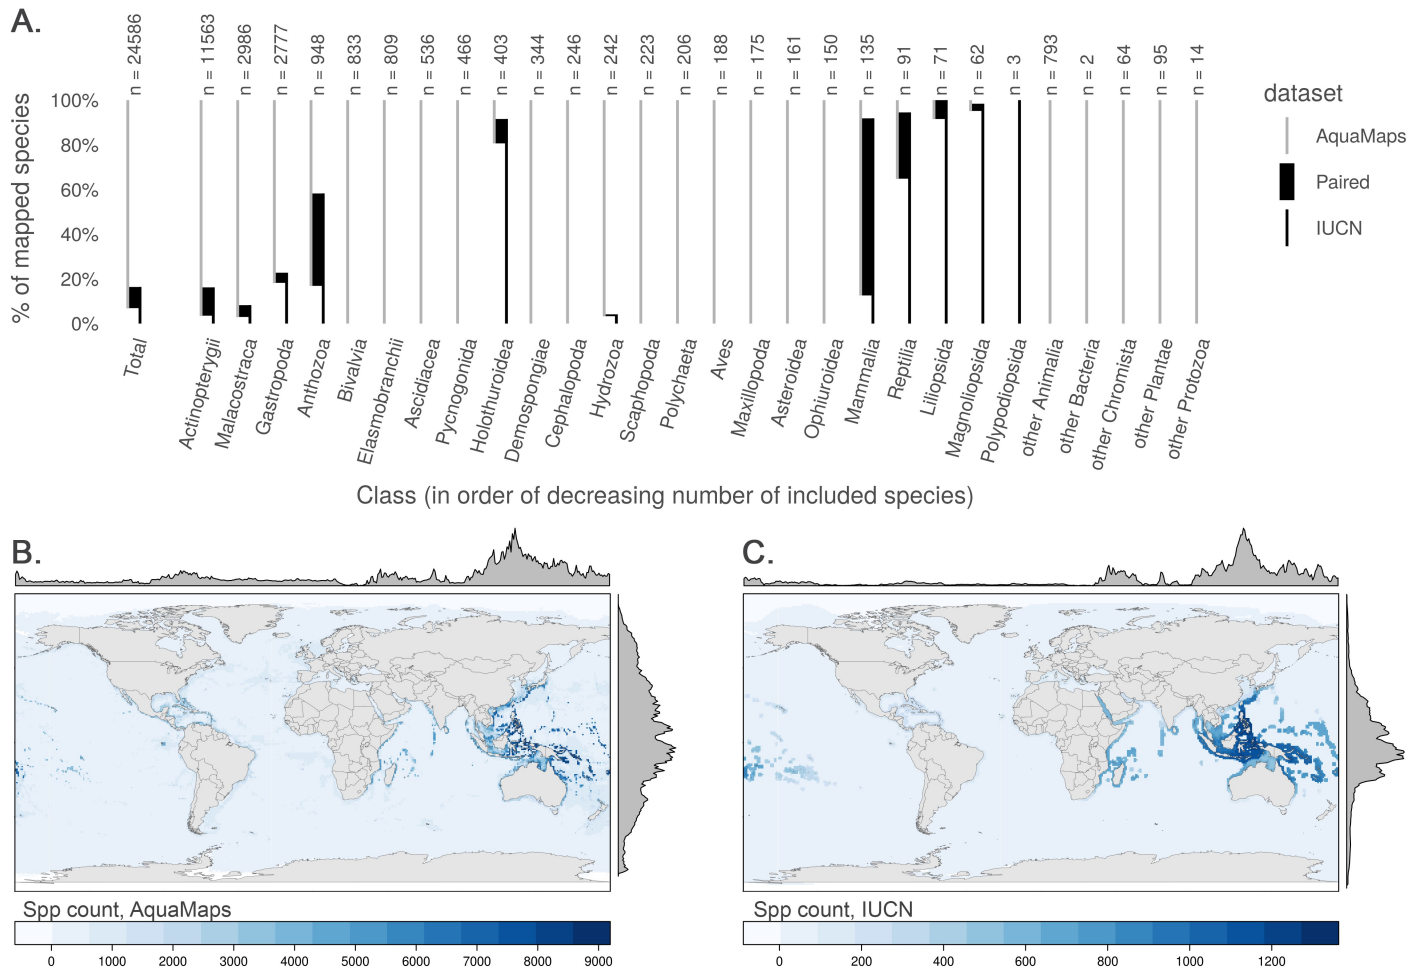 A.
n = 24586
n = 11563
n = 2986
n = 2777
n = 948
n = 833
n = 809
n = 536
n = 466
n = 403
n = 344
n = 246
n = 242
n = 223
n = 206
n = 188
n = 175
n = 161
n = 150
n = 135
n = 91
n = 71
n = 62
n = 3
n = 793
n = 2
n = 64
n = 95
n = 14
% of mapped species
100%
80%
60%
40%
20%
0%
dataset
AquaMaps
Paired
IUCN
Total
Actinopterygii
Malacostraca
Gastropoda
Anthozoa
Bivalvia
Elasmobranchii
Ascidiacea
Pycnogonida
Holothuroidea
Demospongiae
Cephalopoda
Hydrozoa
Scaphopoda
Polychaeta
Aves
Maxillopoda
Asteroidea
Ophiuroidea
Mammalia
Reptilia
Liliopsida
Magnoliopsida
Polypodiopsida
other Animalia
other Bacteria
other Chromista
other Plantae
other Protozoa
Class (in order of decreasing number of included species)
B.
Spp count, AquaMaps
0 1000 2000 3000 4000 5000 6000 7000 8000 9000
C.
Spp count, IUCN
0 200 400 600 800 1000 1200